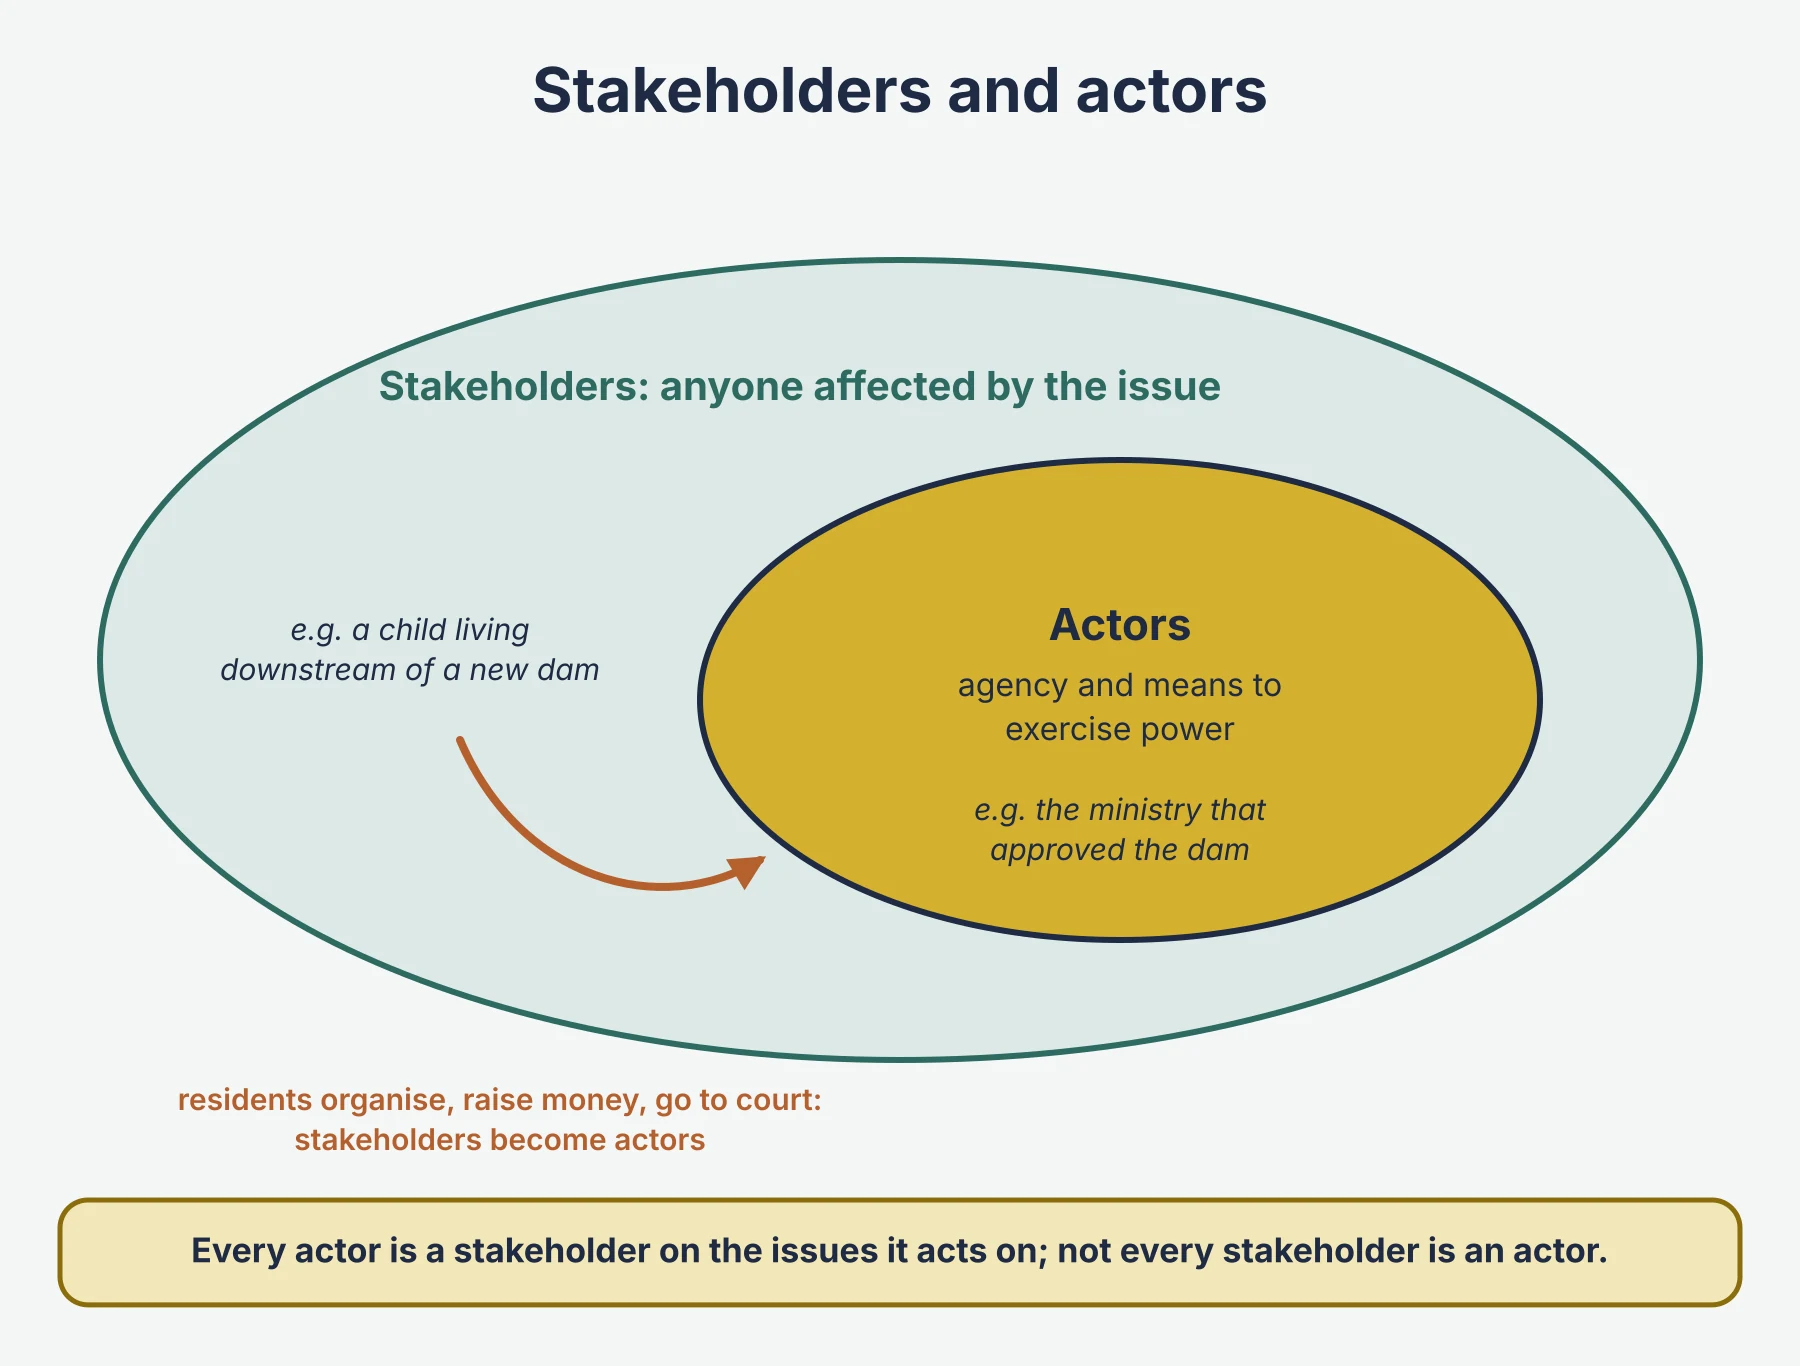 Stakeholders and actors
Stakeholders: anyone affected by the issue
e.g. a child living
downstream of a new dam
Actors
agency and means to
exercise power
e.g. the ministry that
approved the dam
residents organise, raise money, go to court:
stakeholders become actors
Every actor is a stakeholder on the issues it acts on; not every stakeholder is an actor.